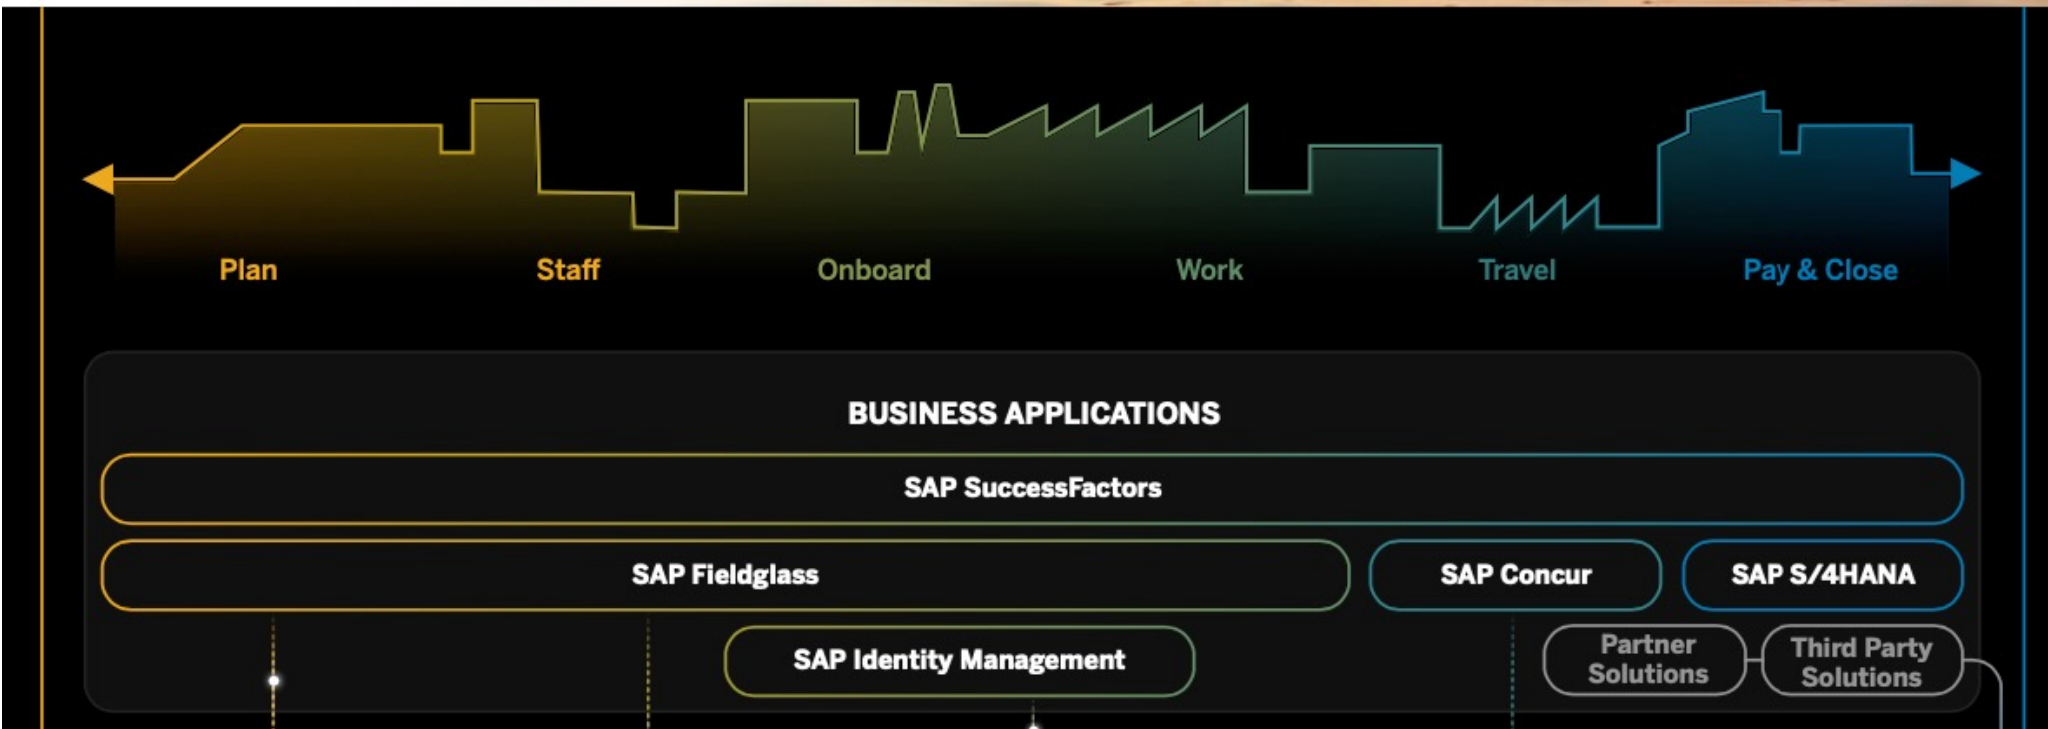 Plan
Staff
Onboard
Work
Travel
Pay & Close
BUSINESS APPLICATIONS
SAP SuccessFactors
SAP Fieldglass
SAP Concur
SAP S/4HANA
SAP Identity Management
Partner
Solutions
Third Party
Solutions